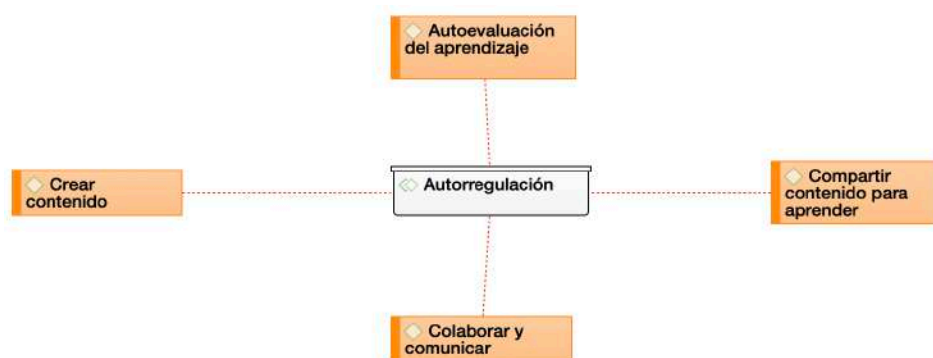 Autoevaluación
del aprendizaje
Crear
contenido
Autorregulación
Compartir
contenido para
aprender
Colaborar y
comunicar